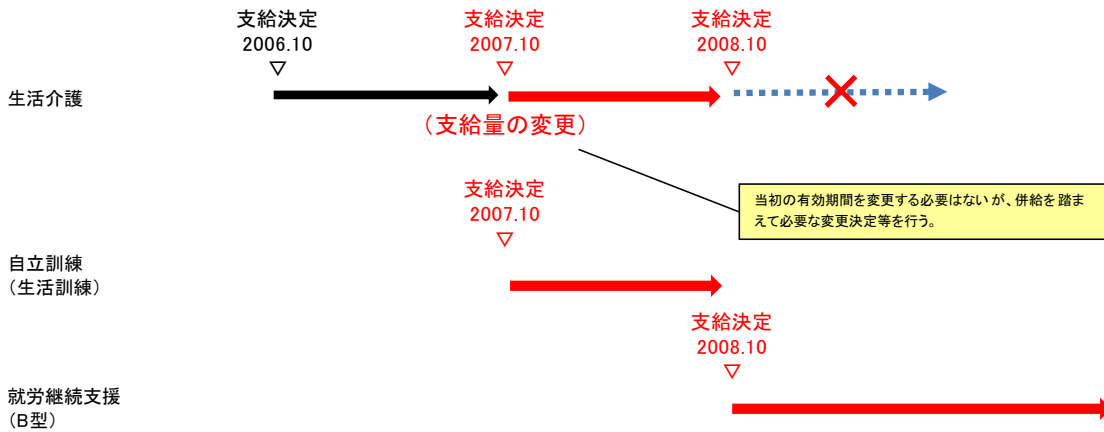 支給決定
2006.10
▽
支給決定
2007.10
▽
支給決定
2008.10
▽
生活介護
（支給量の変更）
当初の有効期間を変更する必要はないが、併給を踏ま
えて必要な変更決定等を行う。
支給決定
2007.10
▽
自立訓練
（生活訓練）
支給決定
2008.10
▽
就労継続支援
（B型）